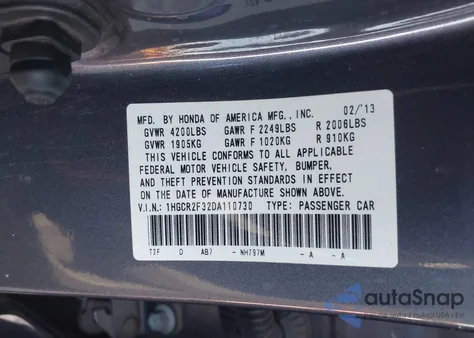 MFD. BY HONDA OF AMERICA MFG., INC. 02/'13
GVWR 4200LBS GAWR F 2249LBS R 2006LBS
GVWR 1905KG GAWR F 1020KG R 910KG
THIS VEHICLE CONFORMS TO ALL APPLICABLE
FEDERAL MOTOR VEHICLE SAFETY, BUMPER,
AND THEFT PREVENTION STANDARDS IN EFFECT
ON THE DATE OF MANUFACTURE SHOWN ABOVE.
V.I.N.: 1HGCR2F32DA110730 TYPE: PASSENGER CAR
T2F D AB7 - NH797M - A - A
autoSnap